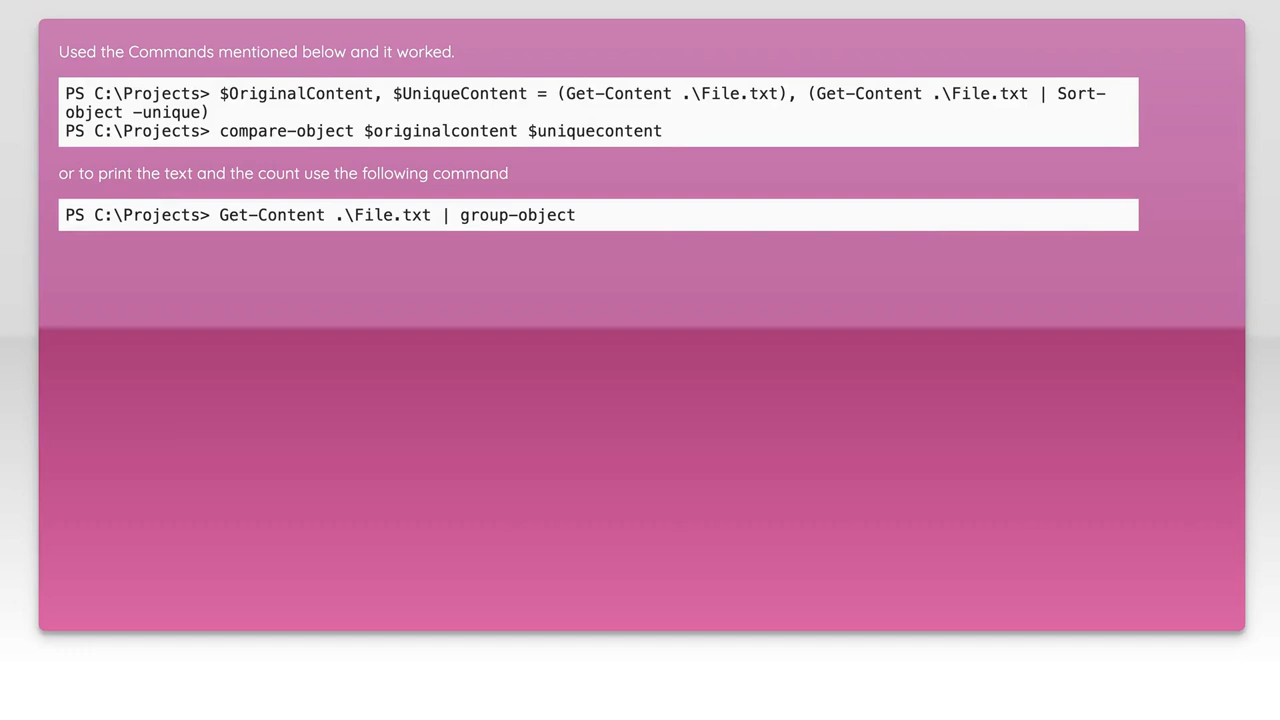 Used the Commands mentioned below and it worked.
PS C:\Projects> $OriginalContent, $UniqueContent = (Get-Content .\File.txt), (Get-Content .\File.txt | Sort-
object -unique)
PS C:\Projects> compare-object $originalcontent $uniquecontent
or to print the text and the count use the following command
PS C:\Projects> Get-Content .\File.txt | group-object